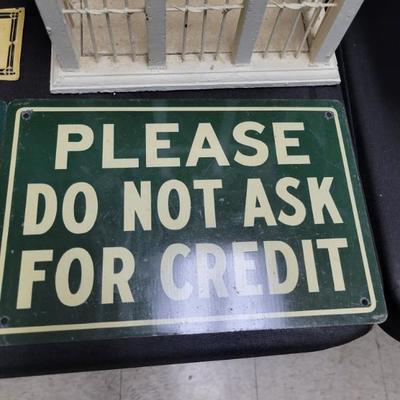 PLEASE
DO NOT ASK
FOR CREDIT